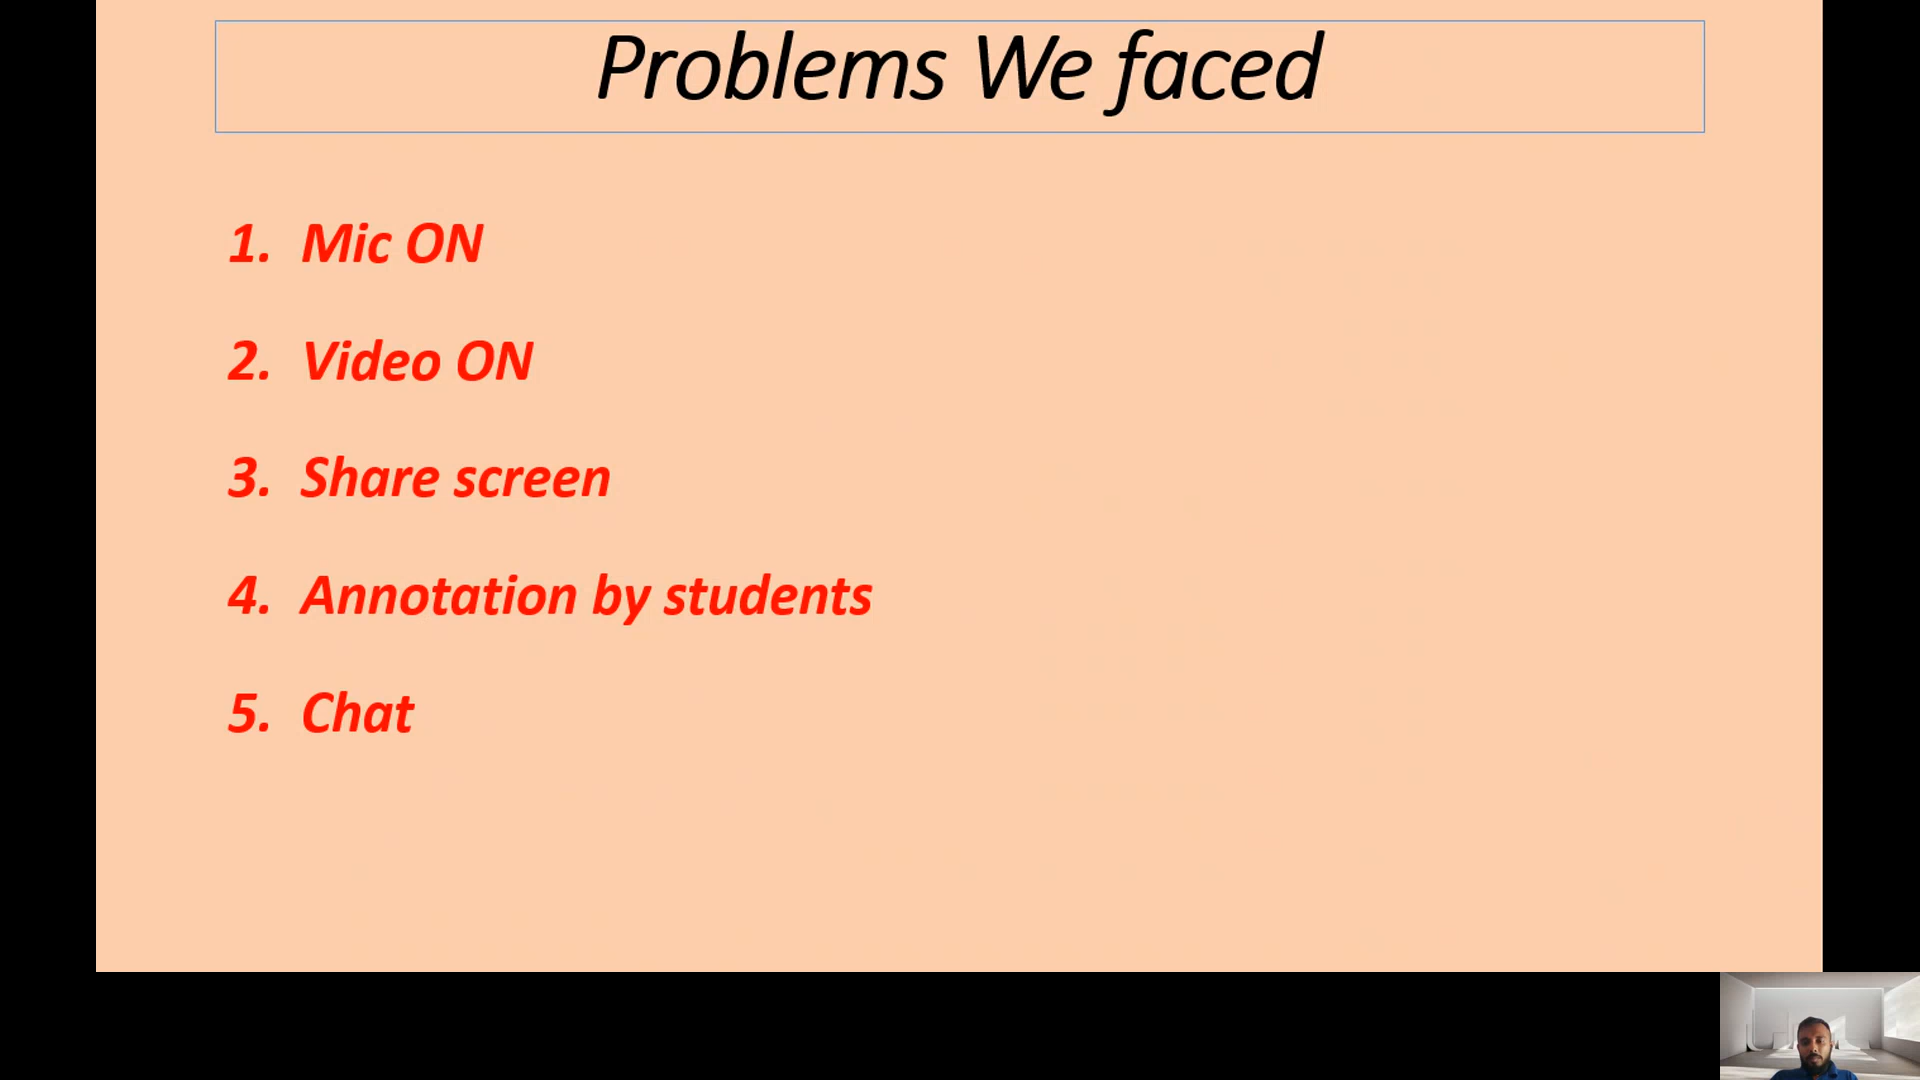 Problems We faced
1. Mic ON
2. Video ON
3. Share screen
4. Annotation by students
5. Chat